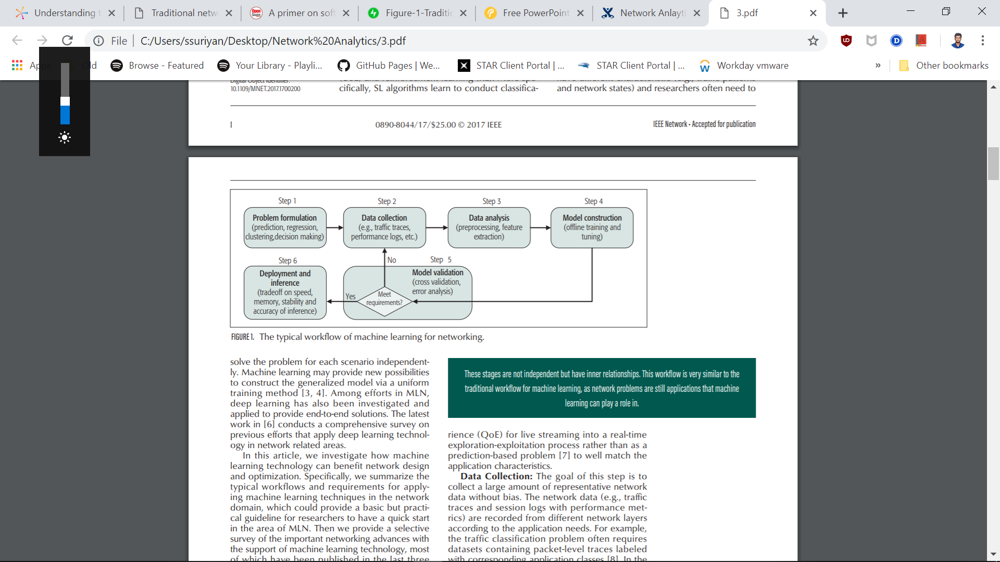 Understanding t
Traditional netw
A primer on soft
Figure-1-Traditic
Free PowerPoint
Network Anlayti
3.pdf
File
C:/Users/ssuriyan/Desktop/Network%20Analytics/3.pdf
Apps
Old
Browse - Featured
Your Library - Playli...
GitHub Pages | We...
STAR Client Portal | ...
STAR Client Portal | ...
Workday vmware
»
Other bookmarks
Digital Object Identifier:
10.1109/MNET.2017.1700200
cifically, SL algorithms learn to conduct classifica-
and network states) and researchers often need to
I
0890-8044/17/$25.00 © 2017 IEEE
IEEE Network • Accepted for publication
Step 1
Problem formulation
(prediction, regression,
clustering,decision making)
Step 2
Data collection
(e.g., traffic traces,
performance logs, etc.)
Step 3
Data analysis
(preprocessing, feature
extraction)
Step 4
Model construction
(offline training and
tuning)
Step 5
Model validation
(cross validation,
error analysis)
Meet
requirements?
No
Yes
Step 6
Deployment and
inference
(tradeoff on speed,
memory, stability and
accuracy of inference)
FIGURE 1. The typical workflow of machine learning for networking.
solve the problem for each scenario independent-
ly. Machine learning may provide new possibilities
to construct the generalized model via a uniform
training method [3, 4]. Among efforts in MLN,
deep learning has also been investigated and
applied to provide end-to-end solutions. The latest
work in [6] conducts a comprehensive survey on
previous efforts that apply deep learning technol-
ogy in network related areas.
In this article, we investigate how machine
learning technology can benefit network design
and optimization. Specifically, we summarize the
typical workflows and requirements for apply-
ing machine learning techniques in the network
domain, which could provide a basic but practi-
cal guideline for researchers to have a quick start
in the area of MLN. Then we provide a selective
survey of the important networking advances with
the support of machine learning technology, most
of which have been published in the last three
These stages are not independent but have inner relationships. This workflow is very similar to the
traditional workflow for machine learning, as network problems are still applications that machine
learning can play a role in.
rience (QoE) for live streaming into a real-time
exploration-exploitation process rather than as a
prediction-based problem [7] to well match the
application characteristics.
Data Collection: The goal of this step is to
collect a large amount of representative network
data without bias. The network data (e.g., traffic
traces and session logs with performance met-
rics) are recorded from different network layers
according to the application needs. For example,
the traffic classification problem often requires
datasets containing packet-level traces labeled
with corresponding application classes [8]. In the